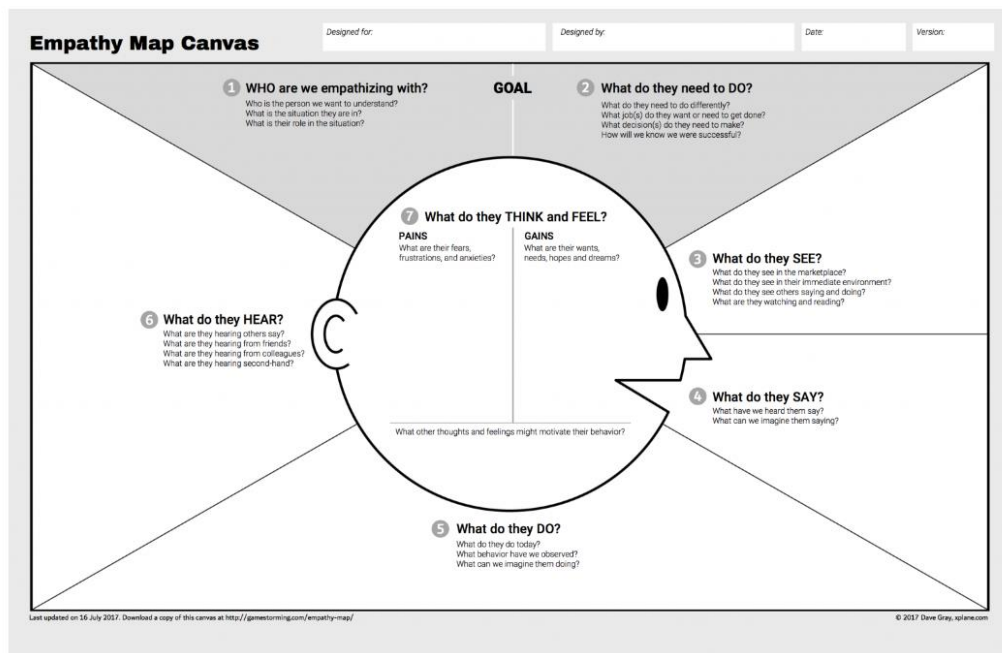 Empathy Map Canvas
Designed for:
Designed by:
Date:
Version:
1 WHO are we empathizing with?
Who is the person we want to understand?
What is the situation they are in?
What is their role in the situation?
GOAL
2 What do they need to DO?
What do they need to do differently?
What job(s) do they want or need to get done?
What decision(s) do they need to make?
How will we know we were successful?
7 What do they THINK and FEEL?
PAINS
What are their fears,
frustrations, and anxieties?
GAINS
What are their wants,
needs, hopes and dreams?
What other thoughts and feelings might motivate their behavior?
3 What do they SEE?
What do they see in the marketplace?
What do they see in their immediate environment?
What do they see others saying and doing?
What are they watching and reading?
4 What do they SAY?
What have we heard them say?
What can we imagine them saying?
5 What do they DO?
What do they do today?
What behavior have we observed?
What can we imagine them doing?
6 What do they HEAR?
What are they hearing others say?
What are they hearing from friends?
What are they hearing from colleagues?
What are they hearing second-hand?
Last updated on 16 July 2017. Download a copy of this canvas at http://gamestorming.com/empathy-map/
© 2017 Dave Gray, xplane.com